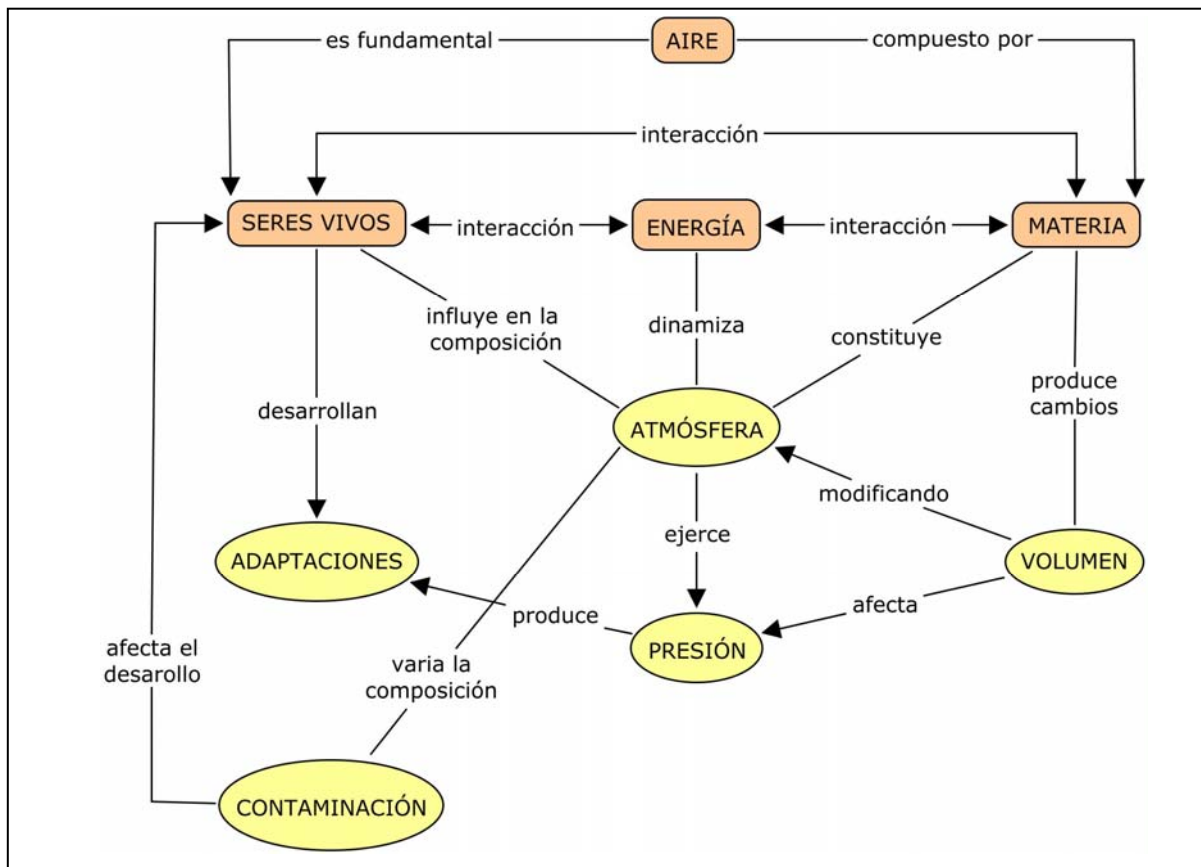 es fundamental
AIRE
compuesto por
interacción
SERES VIVOS
interacción
ENERGÍA
interacción
MATERIA
influye en la
composición
dinamiza
constituye
produce
cambios
desarrollan
ATMÓSFERA
modificando
ejerce
ADAPTACIONES
VOLUMEN
produce
afecta
PRESIÓN
afecta el
desarollo
varia la
composición
CONTAMINACIÓN